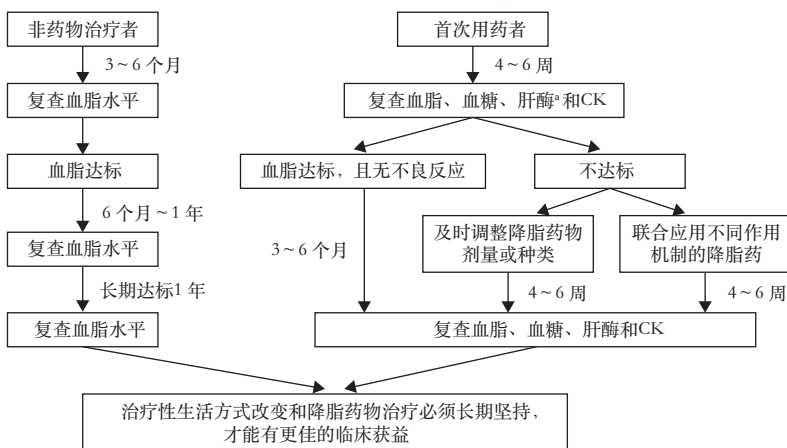 非药物治疗者
3~6 个月
复查血脂水平
血脂达标
6 个月~1 年
复查血脂水平
长期达标1 年
复查血脂水平
首次用药者
4~6 周
复查血脂、血糖、肝酶ᵃ和CK
血脂达标，且无不良反应
不达标
3~6 个月
及时调整降脂药物
剂量或种类
联合应用不同作用
机制的降脂药
4~6 周
4~6 周
复查血脂、血糖、肝酶和CK
治疗性生活方式改变和降脂药物治疗必须长期坚持，
才能有更佳的临床获益